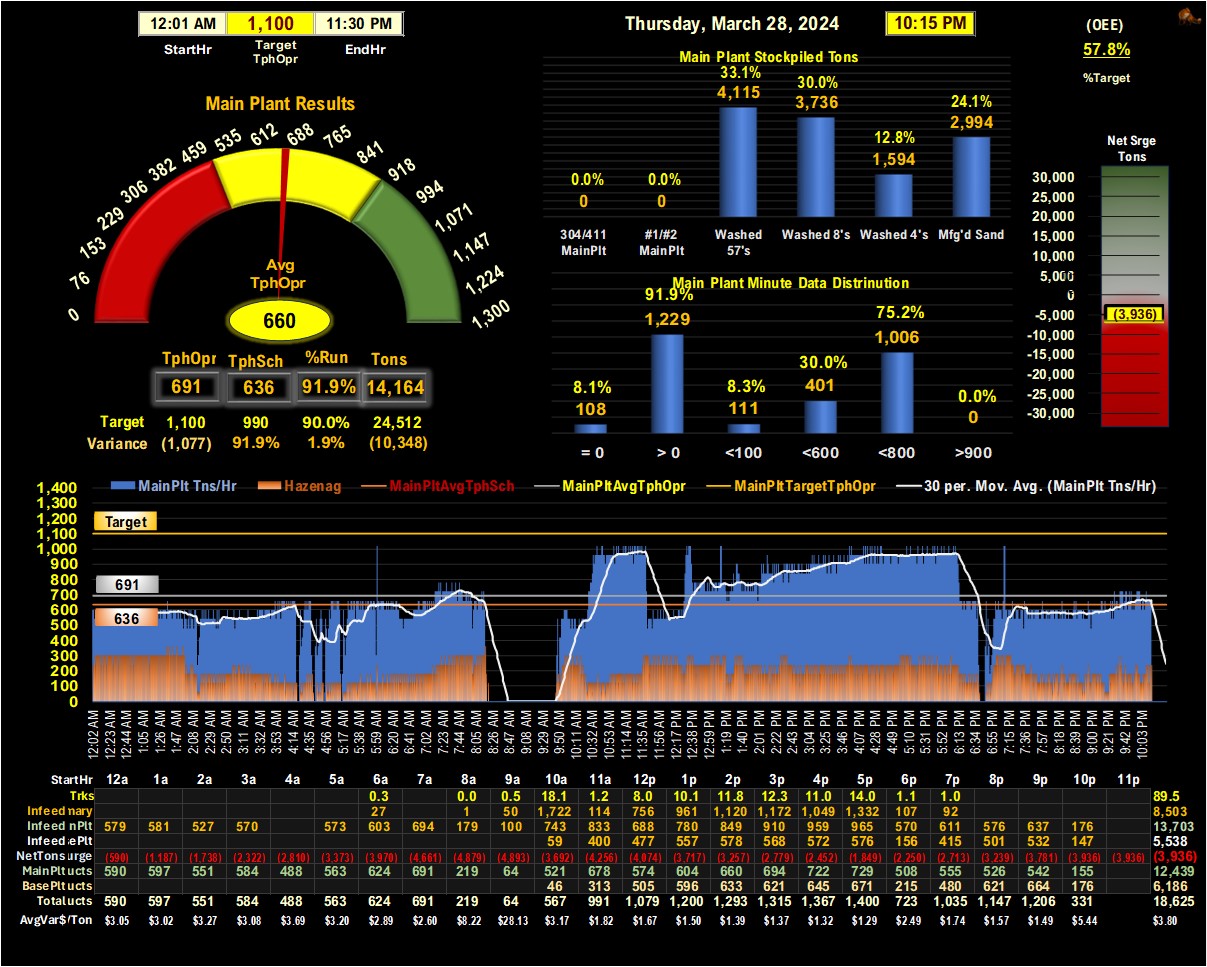 12:01 AM 1,100 11:30 PM Thursday, March 28, 2024 10:15 PM (OEE)
StartHr Target TphOpr EndHr 57.8%
%Target
Main Plant Results
0 76 153 229 306 382 459 535 612 688 765 841 918 994 1,071 1,147 1,224 1,300
Avg
TphOpr
660
TphOpr TphSch %Run Tons
691 636 91.9% 14,164
Target 1,100 990 90.0% 24,512
Variance (1,077) 91.9% 1.9% (10,348)
Main Plant Stockpiled Tons
0.0% 0.0% 33.1% 30.0% 12.8% 24.1%
0 0 4,115 3,736 1,594 2,994
304/411 MainPlt #1/#2 MainPlt Washed 57's Washed 8's Washed 4's Mfg'd Sand
Main Plant Minute Data Distrinution
8.1% 91.9% 8.3% 30.0% 75.2% 0.0%
108 1,229 111 401 1,006 0
= 0 > 0 <100 <600 <800 >900
Net Srge
Tons
30,000
25,000
20,000
15,000
10,000
5,000
0
-5,000 (3,936)
-10,000
-15,000
-20,000
-25,000
-30,000
MainPlt Tns/Hr Hazenag MainPltAvgTphSch MainPltAvgTphOpr MainPltTargetTphOpr 30 per. Mov. Avg. (MainPlt Tns/Hr)
1,400
1,300
1,200
1,100
1,000
900
800
700
600
500
400
300
200
100
0
Target
691
636
12:02 AM 12:23 AM 12:44 AM 1:05 AM 1:26 AM 1:47 AM 2:08 AM 2:29 AM 2:50 AM 3:11 AM 3:32 AM 3:53 AM 4:14 AM 4:35 AM 4:56 AM 5:17 AM 5:38 AM 5:59 AM 6:20 AM 6:41 AM 7:02 AM 7:23 AM 7:44 AM 8:05 AM 8:26 AM 8:47 AM 9:08 AM 9:29 AM 9:50 AM 10:11 AM 10:32 AM 10:53 AM 11:14 AM 11:35 AM 11:56 AM 12:17 PM 12:38 PM 12:59 PM 1:19 PM 1:40 PM 2:01 PM 2:22 PM 2:43 PM 3:04 PM 3:25 PM 3:46 PM 4:07 PM 4:28 PM 4:49 PM 5:10 PM 5:31 PM 5:52 PM 6:13 PM 6:34 PM 6:55 PM 7:15 PM 7:36 PM 7:57 PM 8:18 PM 8:39 PM 9:00 PM 9:21 PM 9:42 PM 10:03 PM
StartHr 12a 1a 2a 3a 4a 5a 6a 7a 8a 9a 10a 11a 12p 1p 2p 3p 4p 5p 6p 7p 8p 9p 10p 11p
Trks 0.3 0.0 0.5 18.1 1.2 8.0 10.1 11.8 12.3 11.0 14.0 1.1 1.0 89.5
Infeed nary 27 1 50 1,722 114 756 961 1,120 1,172 1,049 1,332 107 92 8,503
Infeed nPlt 579 581 527 570 573 603 694 179 100 743 833 688 780 849 910 959 965 570 611 576 637 176 13,703
Infeed ePlt 59 400 477 557 578 568 572 576 156 415 501 532 147 5,538
NetTons urge (590) (1,187) (1,738) (2,322) (2,810) (3,373) (3,970) (4,661) (4,879) (4,893) (3,692) (4,256) (4,074) (3,717) (3,257) (2,779) (2,452) (1,849) (2,250) (2,713) (3,239) (3,781) (3,936) (3,936) (3,936)
MainPlt ucts 590 597 551 584 488 563 624 691 219 64 521 678 574 604 660 694 722 729 508 555 526 542 155 12,439
BasePlt ucts 46 313 505 596 633 621 645 671 215 480 621 664 176 6,186
Total ucts 590 597 551 584 488 563 624 691 219 64 567 991 1,079 1,200 1,293 1,315 1,367 1,400 723 1,035 1,147 1,206 331 18,625
AvgVar$/Ton $3.05 $3.02 $3.27 $3.08 $3.69 $3.20 $2.89 $2.60 $8.22 $28.13 $3.17 $1.82 $1.67 $1.50 $1.39 $1.37 $1.32 $1.29 $2.49 $1.74 $1.57 $1.49 $5.44 $3.80